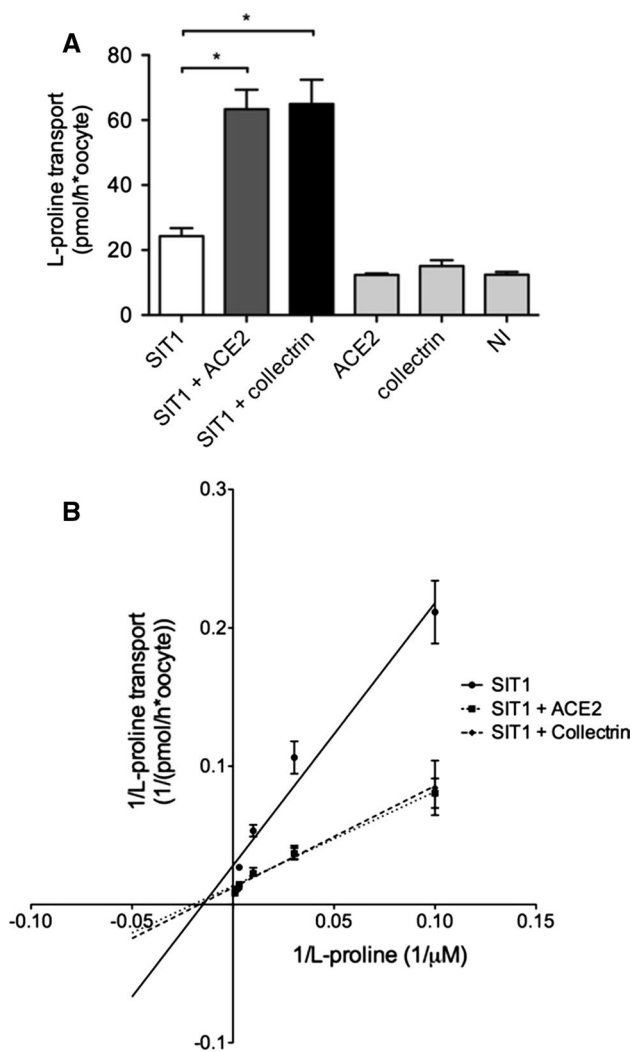 A
*
*
L-proline transport
(pmol/h*oocyte)
80
60
40
20
0
SIT1
SIT1 + ACE2
SIT1 + collectrin
ACE2
collectrin
NI
B
0.3
0.2
0.1
-0.1
1/L-proline transport
(1/(pmol/h*oocyte))
SIT1
SIT1 + ACE2
SIT1 + Collectrin
-0.10
-0.05
0.05
0.10
0.15
1/L-proline (1/μM)